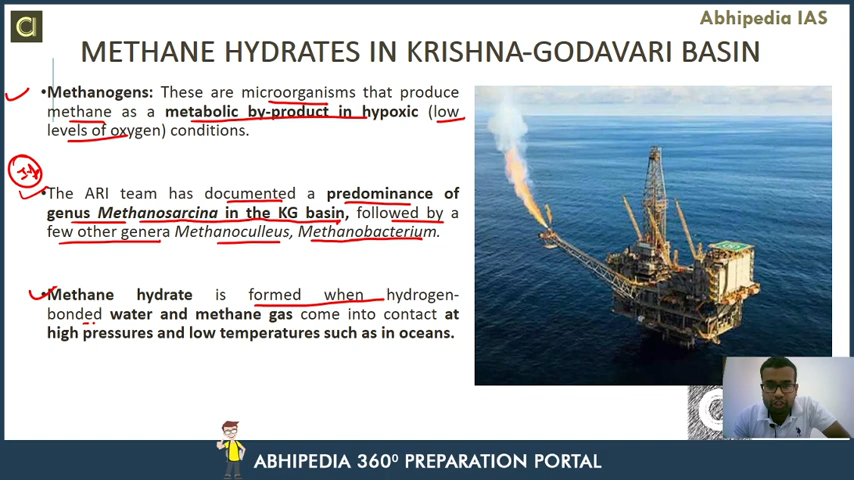 Abhipedia IAS
METHANE HYDRATES IN KRISHNA-GODAVARI BASIN
•Methanogens: These are microorganisms that produce
methane as a metabolic by-product in hypoxic (low
levels of oxygen) conditions.
•The ARI team has documented a predominance of
genus Methanosarcina in the KG basin, followed by a
few other genera Methanoculleus, Methanobacterium.
•Methane hydrate is formed when hydrogen-
bonded water and methane gas come into contact at
high pressures and low temperatures such as in oceans.
ABHIPEDIA 360⁰ PREPARATION PORTAL